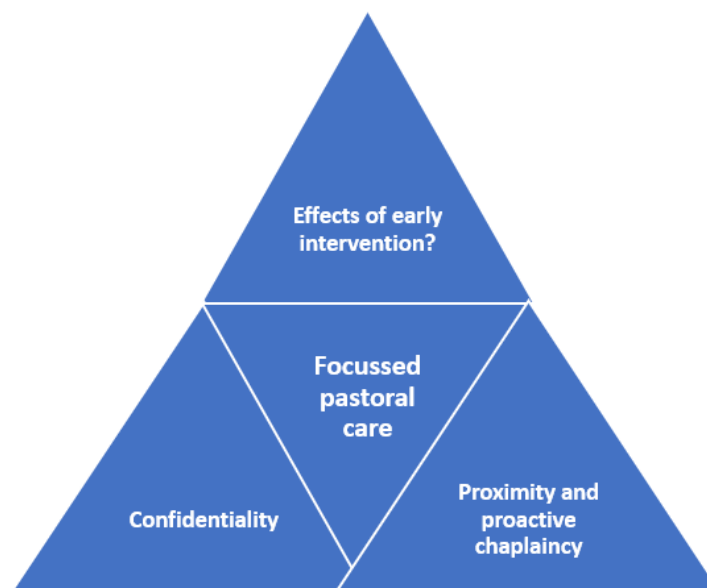 Effects of early
intervention?
Focussed
pastoral
care
Confidentiality
Proximity and
proactive
chaplaincy